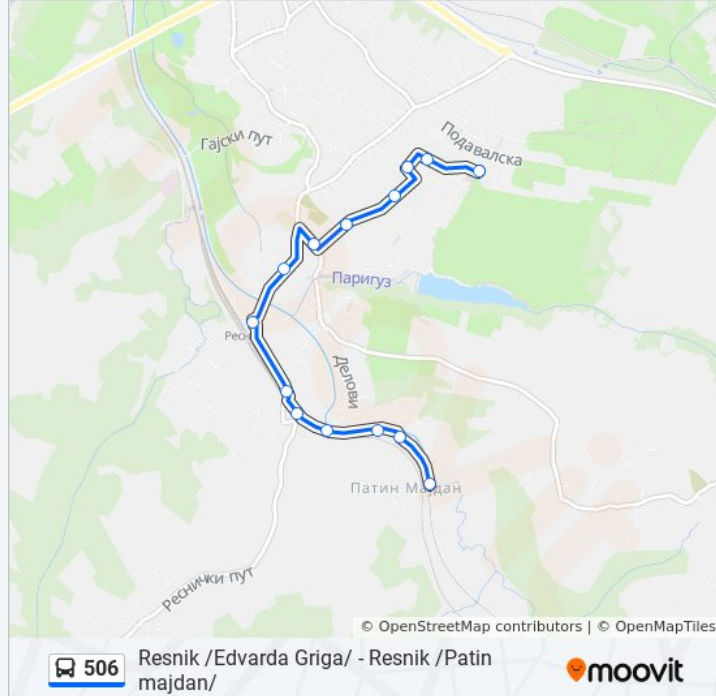 Гајски пут
Подавалска
Паригуз
Делови
Патин Мајдан
Реснички пут
© OpenStreetMap contributors | © OpenMapTiles
506
Resnik /Edvarda Griga/ - Resnik /Patin
majdan/
moovit